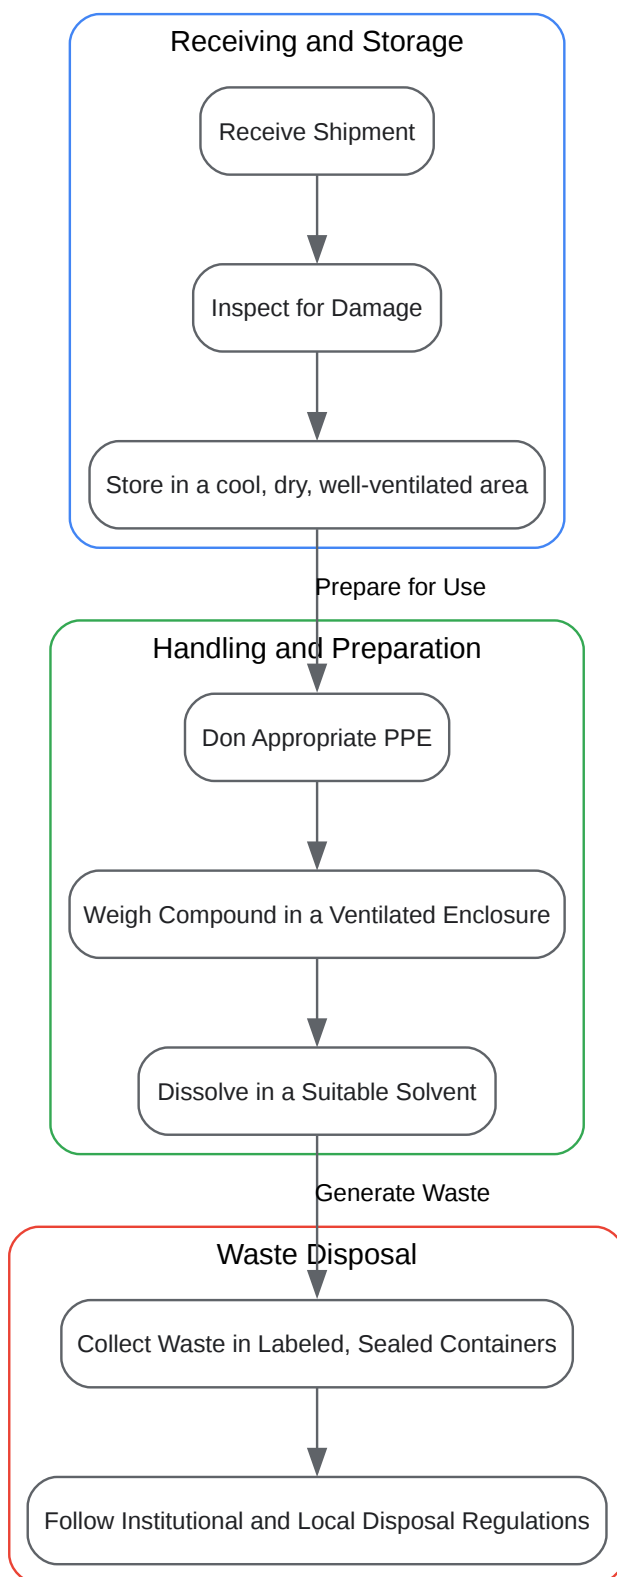 Receiving and Storage
Receive Shipment
Inspect for Damage
Store in a cool, dry, well-ventilated area
Prepare for Use
Handling and Preparation
Don Appropriate PPE
Weigh Compound in a Ventilated Enclosure
Dissolve in a Suitable Solvent
Generate Waste
Waste Disposal
Collect Waste in Labeled, Sealed Containers
Follow Institutional and Local Disposal Regulations